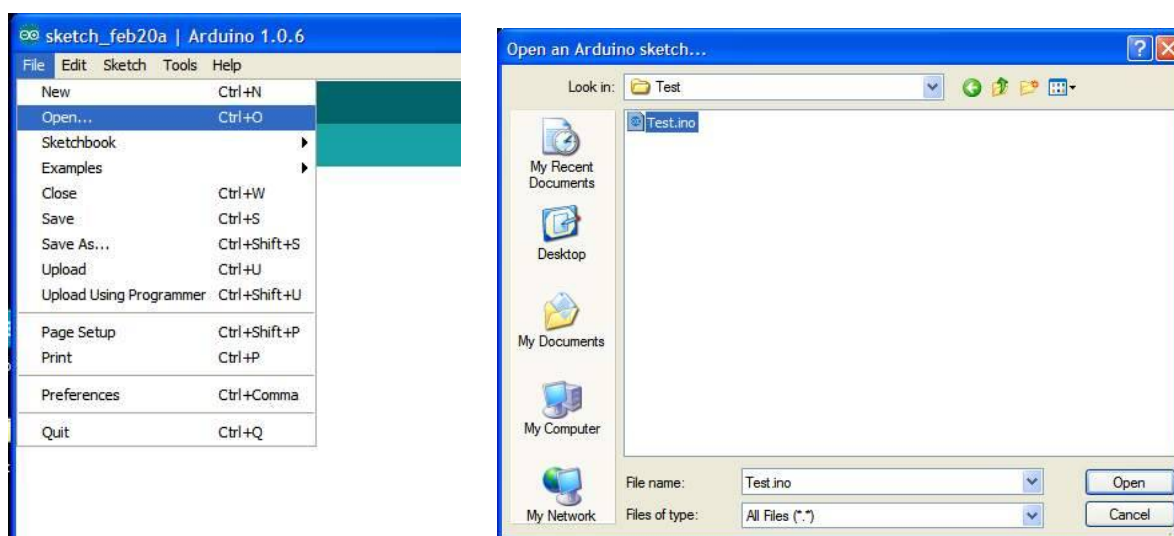 sketch_feb20a | Arduino 1.0.6
File Edit Sketch Tools Help
New Ctrl+N
Open... Ctrl+O
Sketchbook
Examples
Close Ctrl+W
Save Ctrl+S
Save As... Ctrl+Shift+S
Upload Ctrl+U
Upload Using Programmer Ctrl+Shift+U
Page Setup Ctrl+Shift+P
Print Ctrl+P
Preferences Ctrl+Comma
Quit Ctrl+Q
Open an Arduino sketch...
Look in: Test
Test.ino
My Recent
Documents
Desktop
My Documents
My Computer
My Network
File name: Test.ino Open
Files of type: All Files (*.*) Cancel